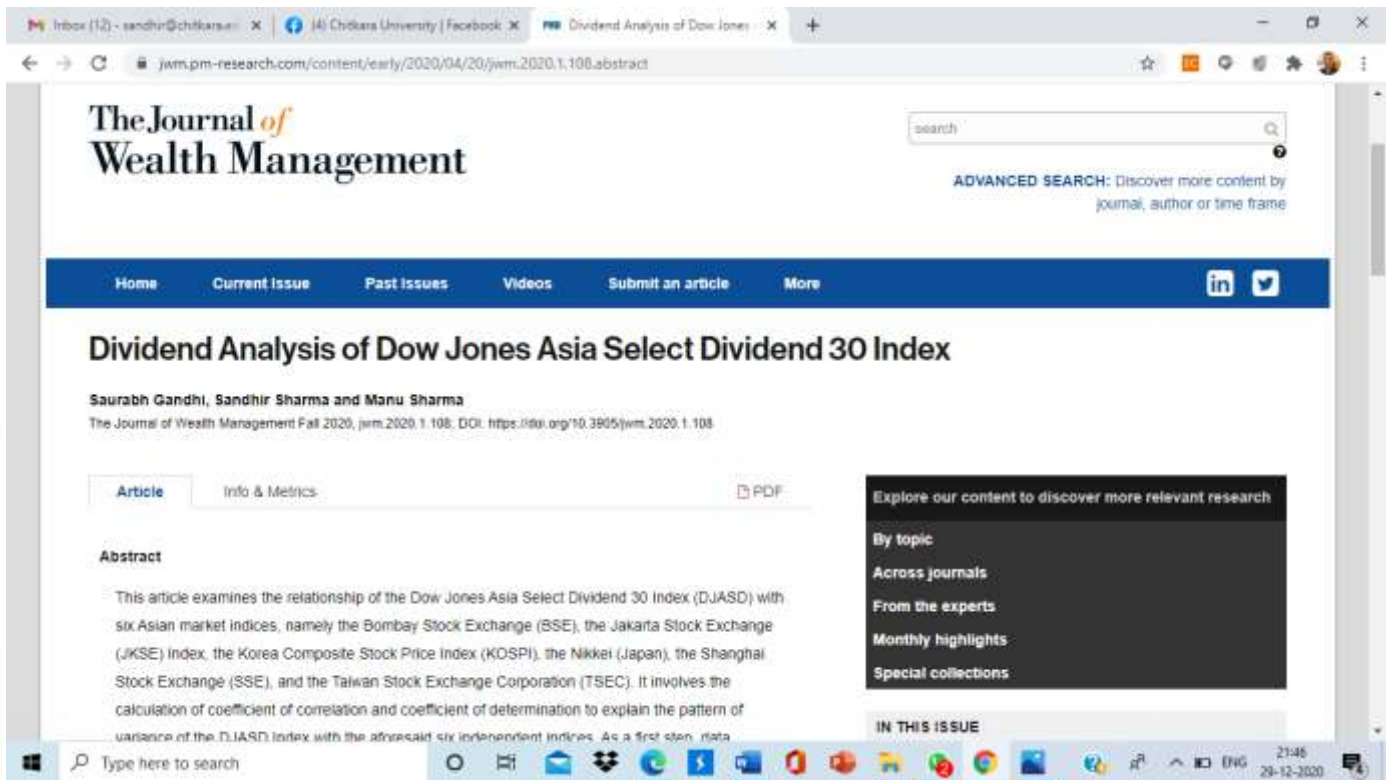 Inbox (12) - sandhir@chitkara.e
(4) Chitkara University | Facebook
Dividend Analysis of Dow Jones
jwm.pm-research.com/content/early/2020/04/20/jwm.2020.1.108.abstract
The Journal of
Wealth Management
search
ADVANCED SEARCH: Discover more content by
journal, author or time frame
Home Current Issue Past Issues Videos Submit an article More
Dividend Analysis of Dow Jones Asia Select Dividend 30 Index
Saurabh Gandhi, Sandhir Sharma and Manu Sharma
The Journal of Wealth Management Fall 2020, jwm.2020.1.108; DOI: https://doi.org/10.3905/jwm.2020.1.108
Article Info & Metrics PDF
Explore our content to discover more relevant research
By topic
Across journals
From the experts
Monthly highlights
Special collections
IN THIS ISSUE
Abstract
This article examines the relationship of the Dow Jones Asia Select Dividend 30 Index (DJASD) with
six Asian market indices, namely the Bombay Stock Exchange (BSE), the Jakarta Stock Exchange
(JKSE) Index, the Korea Composite Stock Price Index (KOSPI), the Nikkei (Japan), the Shanghai
Stock Exchange (SSE), and the Taiwan Stock Exchange Corporation (TSEC). It involves the
calculation of coefficient of correlation and coefficient of determination to explain the pattern of
variance of the DJASD Index with the aforesaid six independent indices. As a first step, data
Type here to search
ENG
21:46
29-12-2020